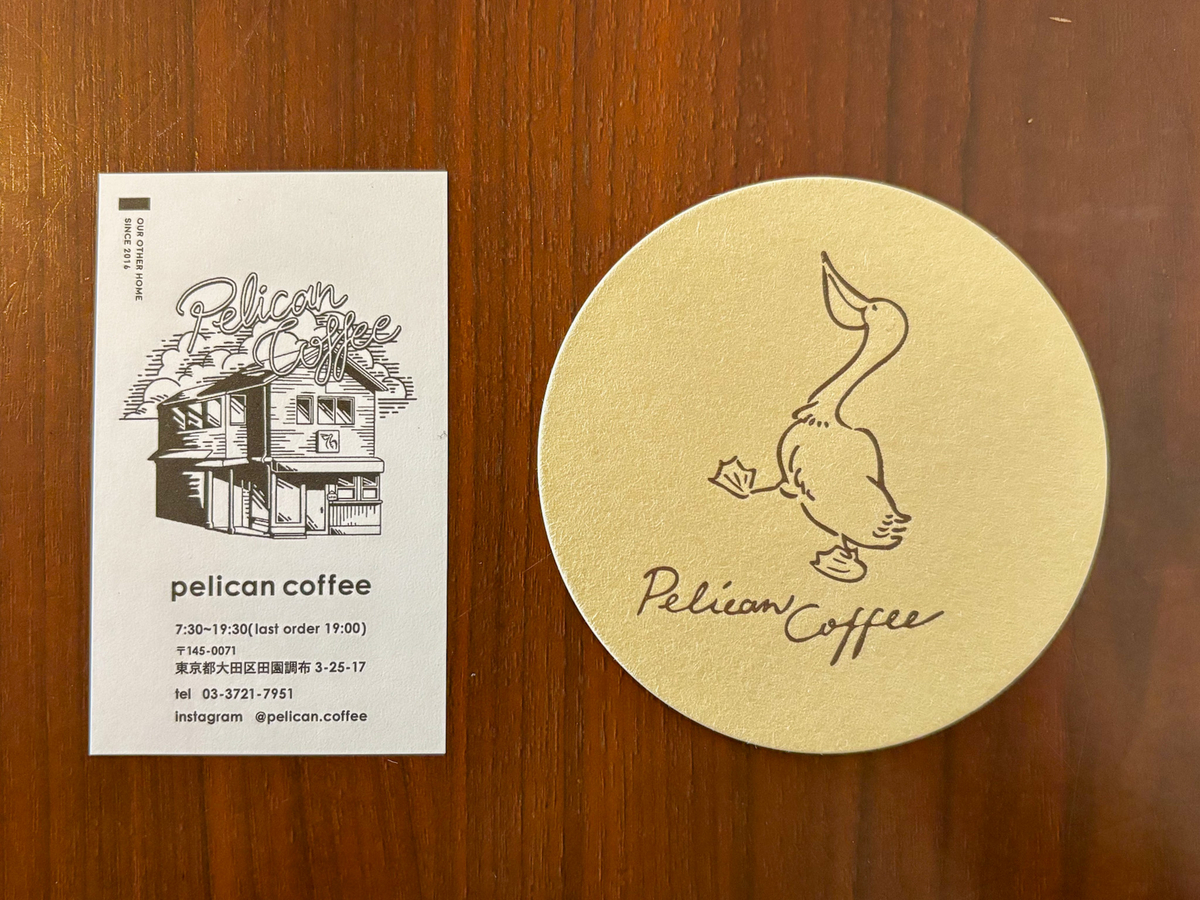 OUR OTHER HOME
SINCE 2016
Pelican
Coffee
pelican coffee
7:30~19:30(last order 19:00)
〒145-0071
東京都大田区田園調布 3-25-17
tel 03-3721-7951
instagram @pelican.coffee
Pelican Coffee